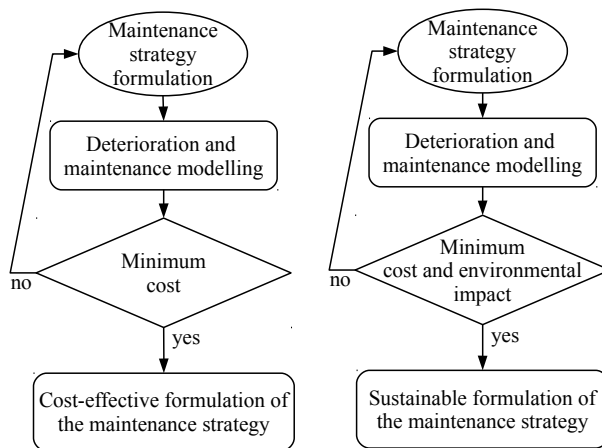 Maintenance
strategy
formulation
Deterioration and
maintenance modelling
Minimum
cost
no
yes
Cost-effective formulation of
the maintenance strategy
Maintenance
strategy
formulation
Deterioration and
maintenance modelling
Minimum
cost and environmental
impact
no
yes
Sustainable formulation of
the maintenance strategy